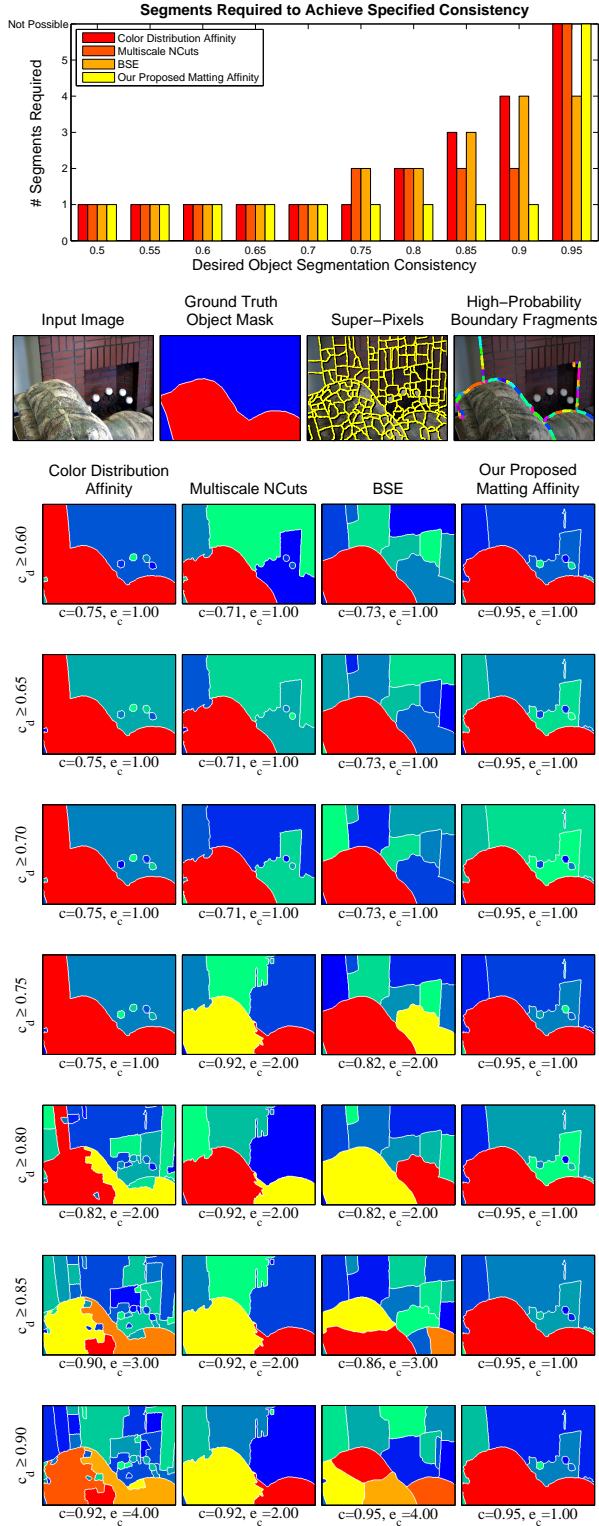 Segments Required to Achieve Specified Consistency
Not Possible
5
4
3
2
1
0
# Segments Required
Color Distribution Affinity
Multiscale NCuts
BSE
Our Proposed Matting Affinity
0.5 0.55 0.6 0.65 0.7 0.75 0.8 0.85 0.9 0.95
Desired Object Segmentation Consistency
Input Image
Ground Truth
Object Mask
Super−Pixels
High−Probability
Boundary Fragments
Color Distribution
Affinity
Multiscale NCuts
BSE
Our Proposed
Matting Affinity
c_d ≥ 0.90
c=0.75, e_c=1.00 c=0.71, e_c=1.00 c=0.73, e_c=1.00 c=0.95, e_c=1.00
c_d ≥ 0.65
c=0.75, e_c=1.00 c=0.71, e_c=1.00 c=0.73, e_c=1.00 c=0.95, e_c=1.00
c_d ≥ 0.70
c=0.75, e_c=1.00 c=0.71, e_c=1.00 c=0.73, e_c=1.00 c=0.95, e_c=1.00
c_d ≥ 0.75
c=0.75, e_c=1.00 c=0.92, e_c=2.00 c=0.82, e_c=2.00 c=0.95, e_c=1.00
c_d ≥ 0.80
c=0.82, e_c=2.00 c=0.92, e_c=2.00 c=0.82, e_c=2.00 c=0.95, e_c=1.00
c_d ≥ 0.85
c=0.90, e_c=3.00 c=0.92, e_c=2.00 c=0.86, e_c=3.00 c=0.95, e_c=1.00
c_d ≥ 0.90
c=0.92, e_c=4.00 c=0.92, e_c=2.00 c=0.95, e_c=4.00 c=0.95, e_c=1.00